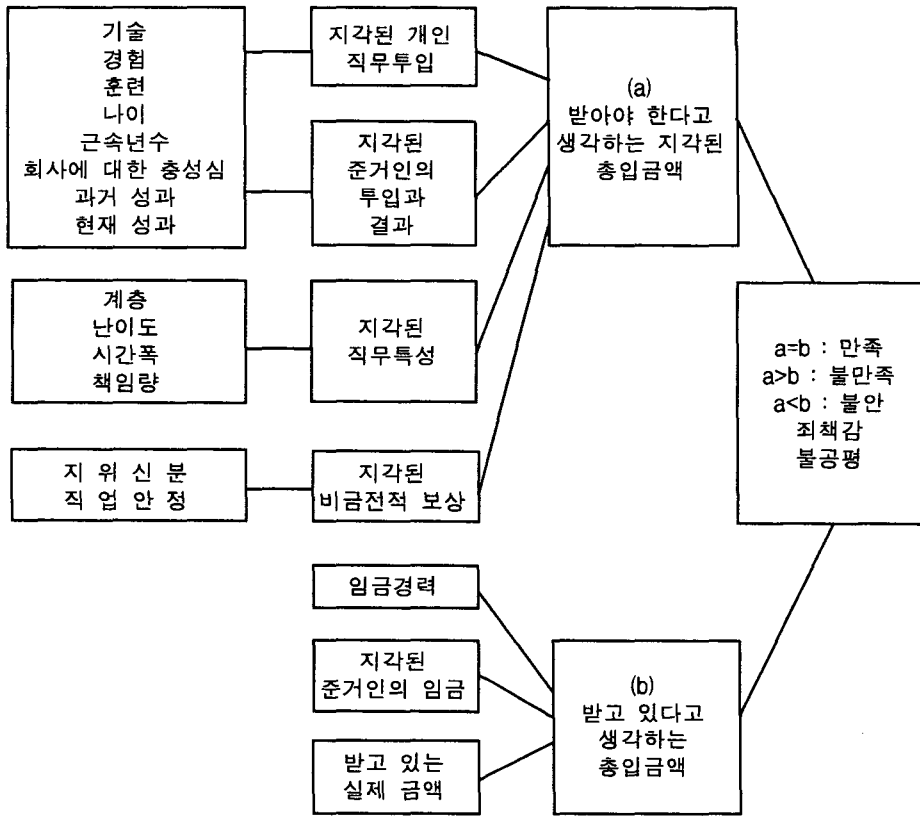 기술
경험
훈련
나이
근속년수
회사에 대한 충성심
과거 성과
현재 성과
지각된 개인
직무투입
지각된
준거인의
투입과
결과
(a)
받아야 한다고
생각하는 지각된
총입금액
계층
난이도
시간폭
책임량
지각된
직무특성
a=b : 만족
a>b : 불만족
a<b : 불안
죄책감
불공평
지 위 신 분
직 업 안 정
지각된
비금전적 보상
임금경력
지각된
준거인의 임금
받고 있는
실제 금액
(b)
받고 있다고
생각하는
총입금액